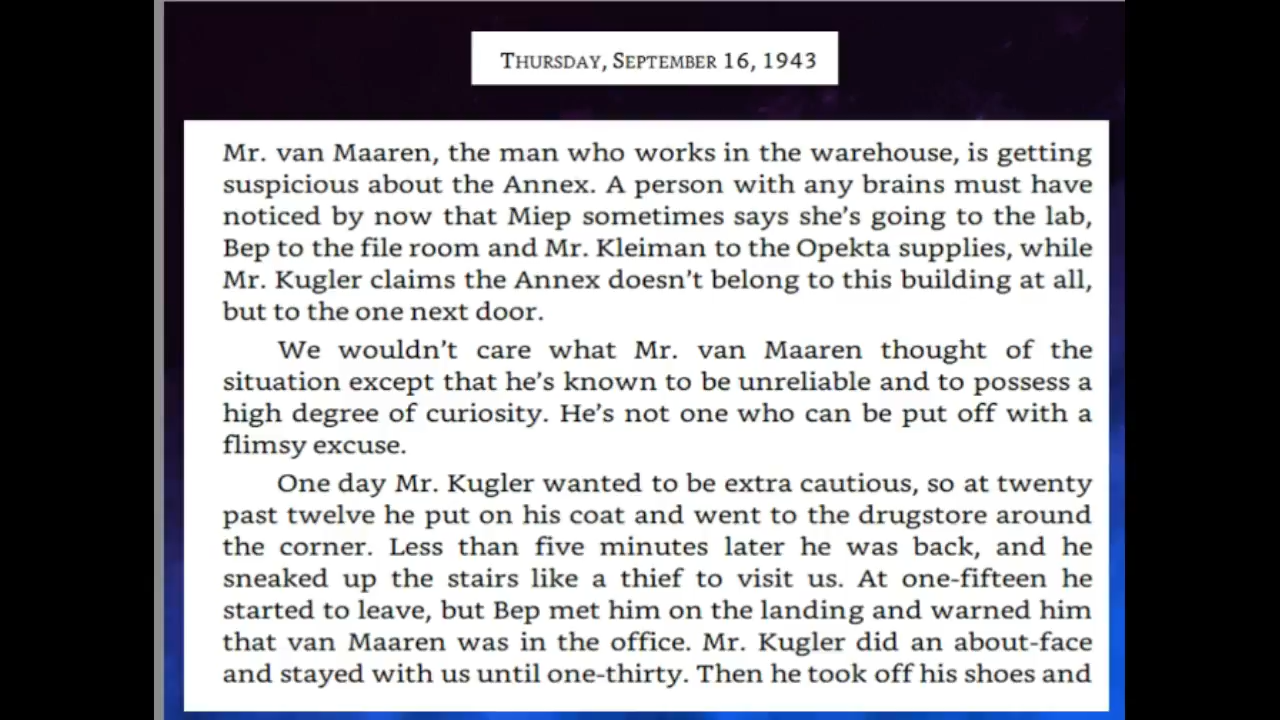 THURSDAY, SEPTEMBER 16, 1943
Mr. van Maaren, the man who works in the warehouse, is getting
suspicious about the Annex. A person with any brains must have
noticed by now that Miep sometimes says she's going to the lab,
Bep to the file room and Mr. Kleiman to the Opekta supplies, while
Mr. Kugler claims the Annex doesn't belong to this building at all,
but to the one next door.
We wouldn't care what Mr. van Maaren thought of the
situation except that he's known to be unreliable and to possess a
high degree of curiosity. He's not one who can be put off with a
flimsy excuse.
One day Mr. Kugler wanted to be extra cautious, so at twenty
past twelve he put on his coat and went to the drugstore around
the corner. Less than five minutes later he was back, and he
sneaked up the stairs like a thief to visit us. At one-fifteen he
started to leave, but Bep met him on the landing and warned him
that van Maaren was in the office. Mr. Kugler did an about-face
and stayed with us until one-thirty. Then he took off his shoes and